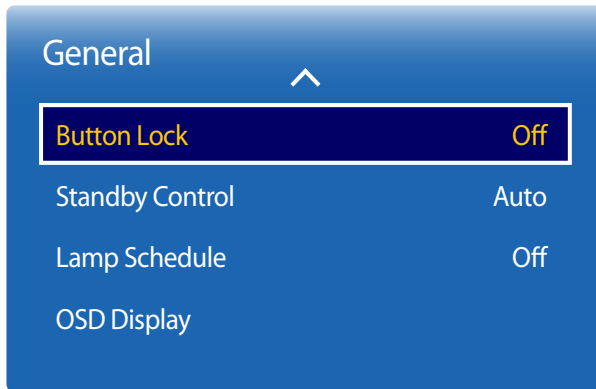 General
Button Lock Off
Standby Control Auto
Lamp Schedule Off
OSD Display